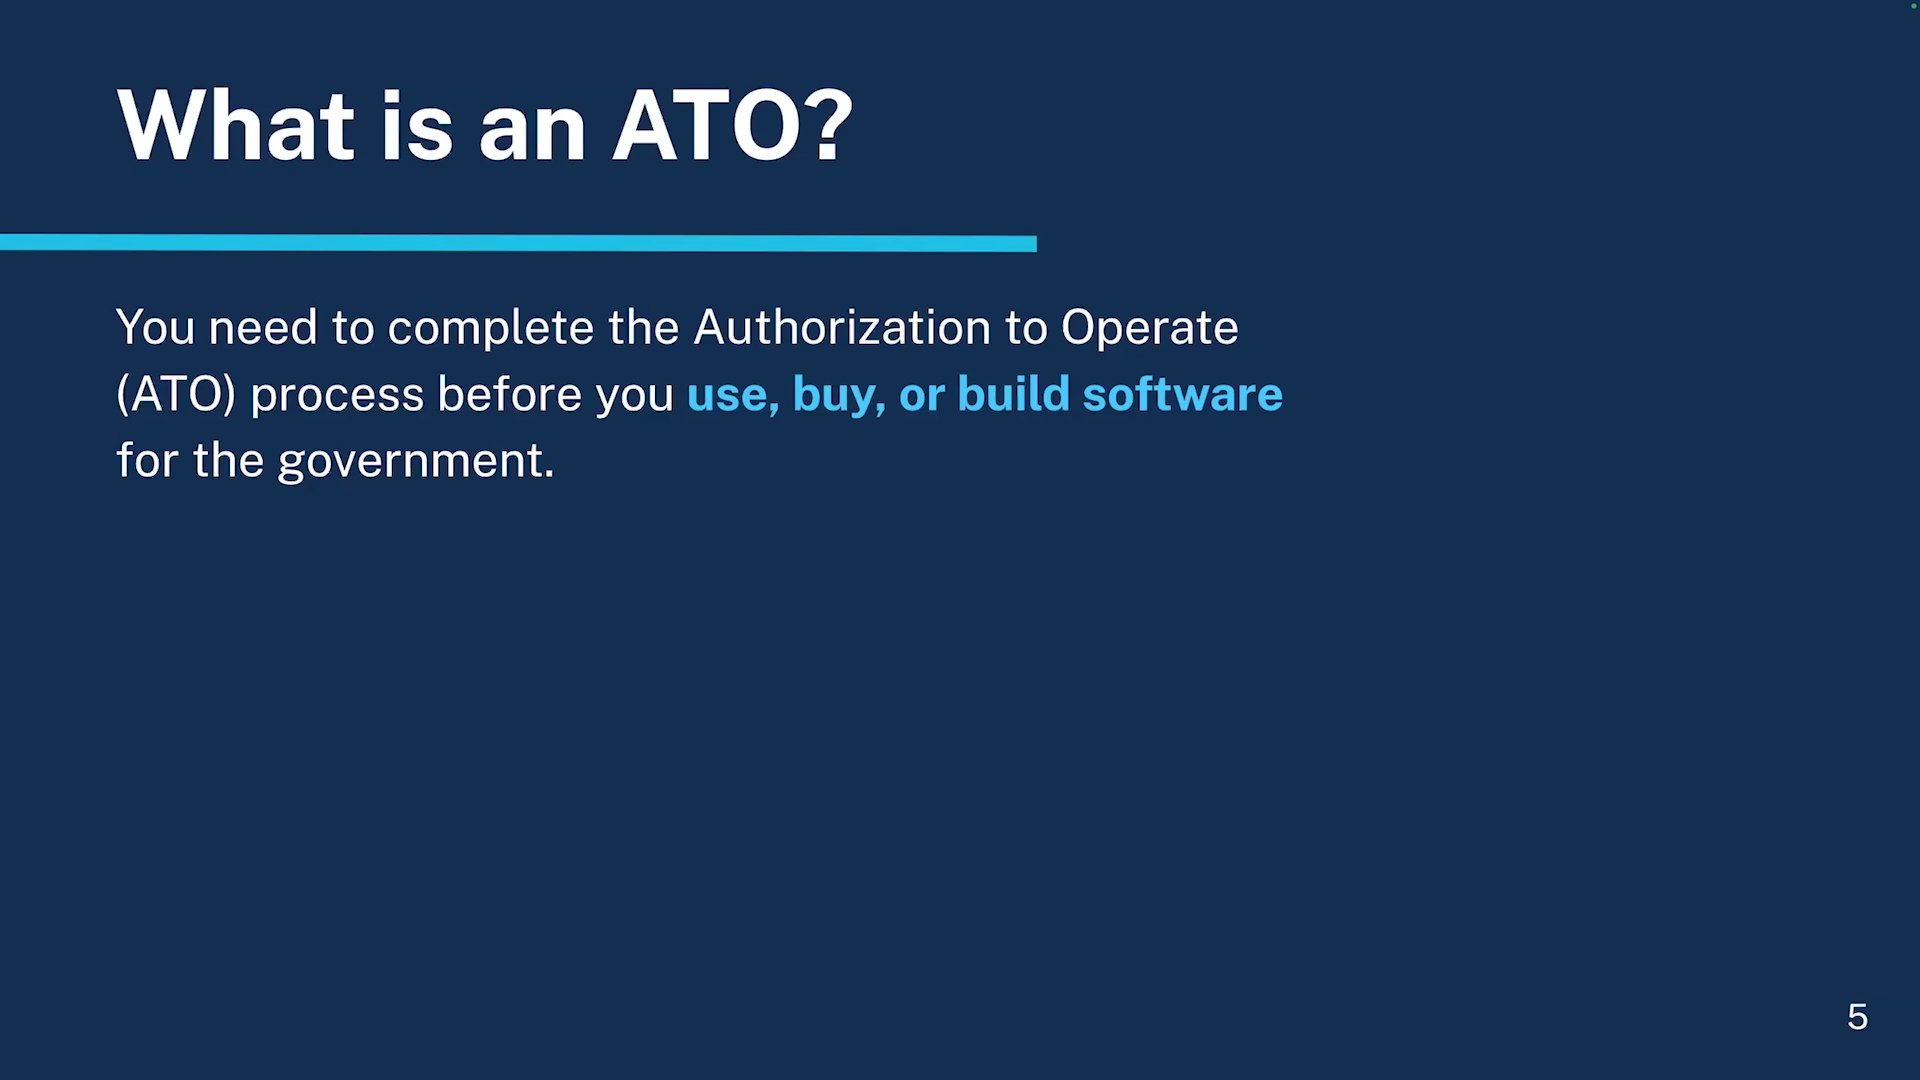 What is an ATO?
You need to complete the Authorization to Operate
(ATO) process before you use, buy, or build software
for the government.
5